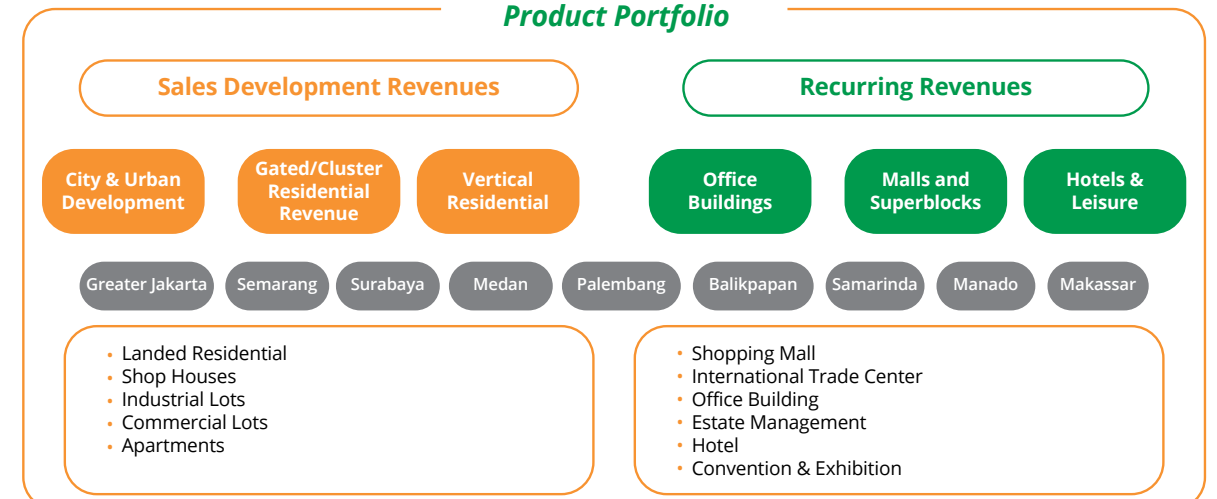 Product Portfolio
Sales Development Revenues
Recurring Revenues
City & Urban
Development
Gated/Cluster
Residential
Revenue
Vertical
Residential
Office
Buildings
Malls and
Superblocks
Hotels &
Leisure
Greater Jakarta
Semarang
Surabaya
Medan
Palembang
Balikpapan
Samarinda
Manado
Makassar
• Landed Residential
• Shop Houses
• Industrial Lots
• Commercial Lots
• Apartments
• Shopping Mall
• International Trade Center
• Office Building
• Estate Management
• Hotel
• Convention & Exhibition